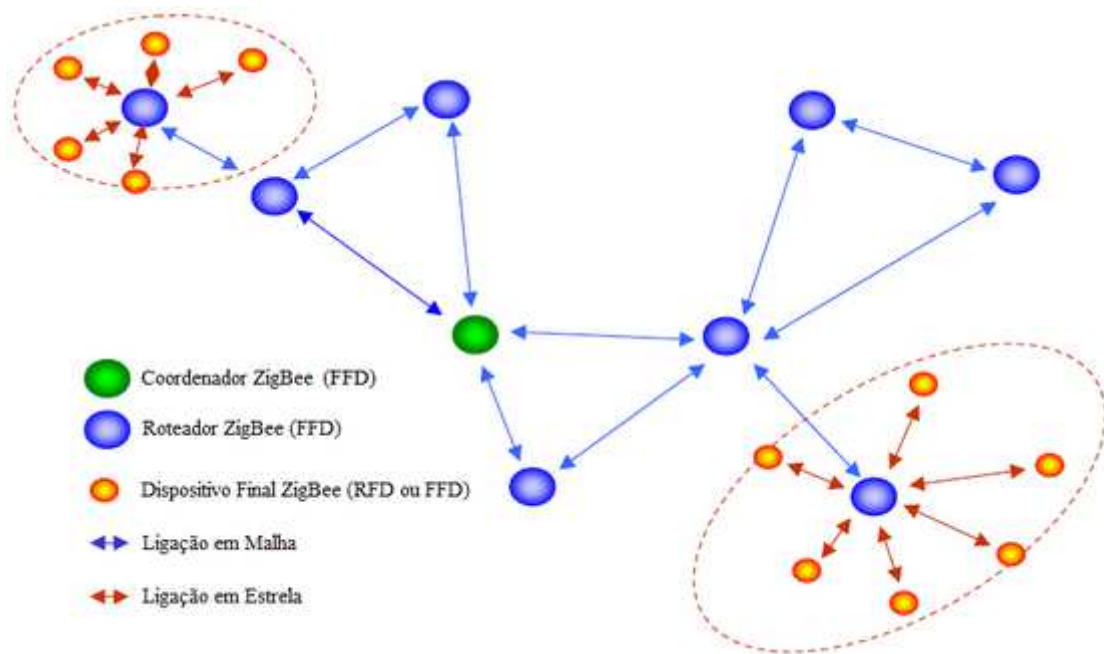 Coordenador ZigBee (FFD)
Roteador ZigBee (FFD)
Dispositivo Final ZigBee (RFD ou FFD)
Ligação em Malha
Ligação em Estrela